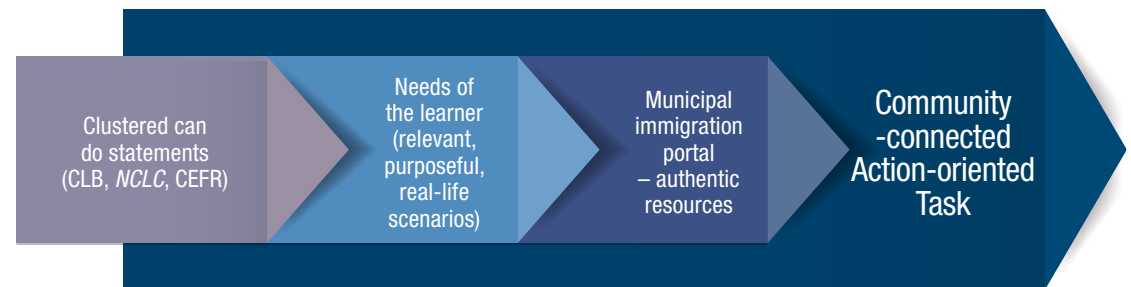 Clustered can
do statements
(CLB, NCLC, CEFR)
Needs of
the learner
(relevant,
purposeful,
real-life
scenarios)
Municipal
immigration
portal
– authentic
resources
Community
-connected
Action-oriented
Task